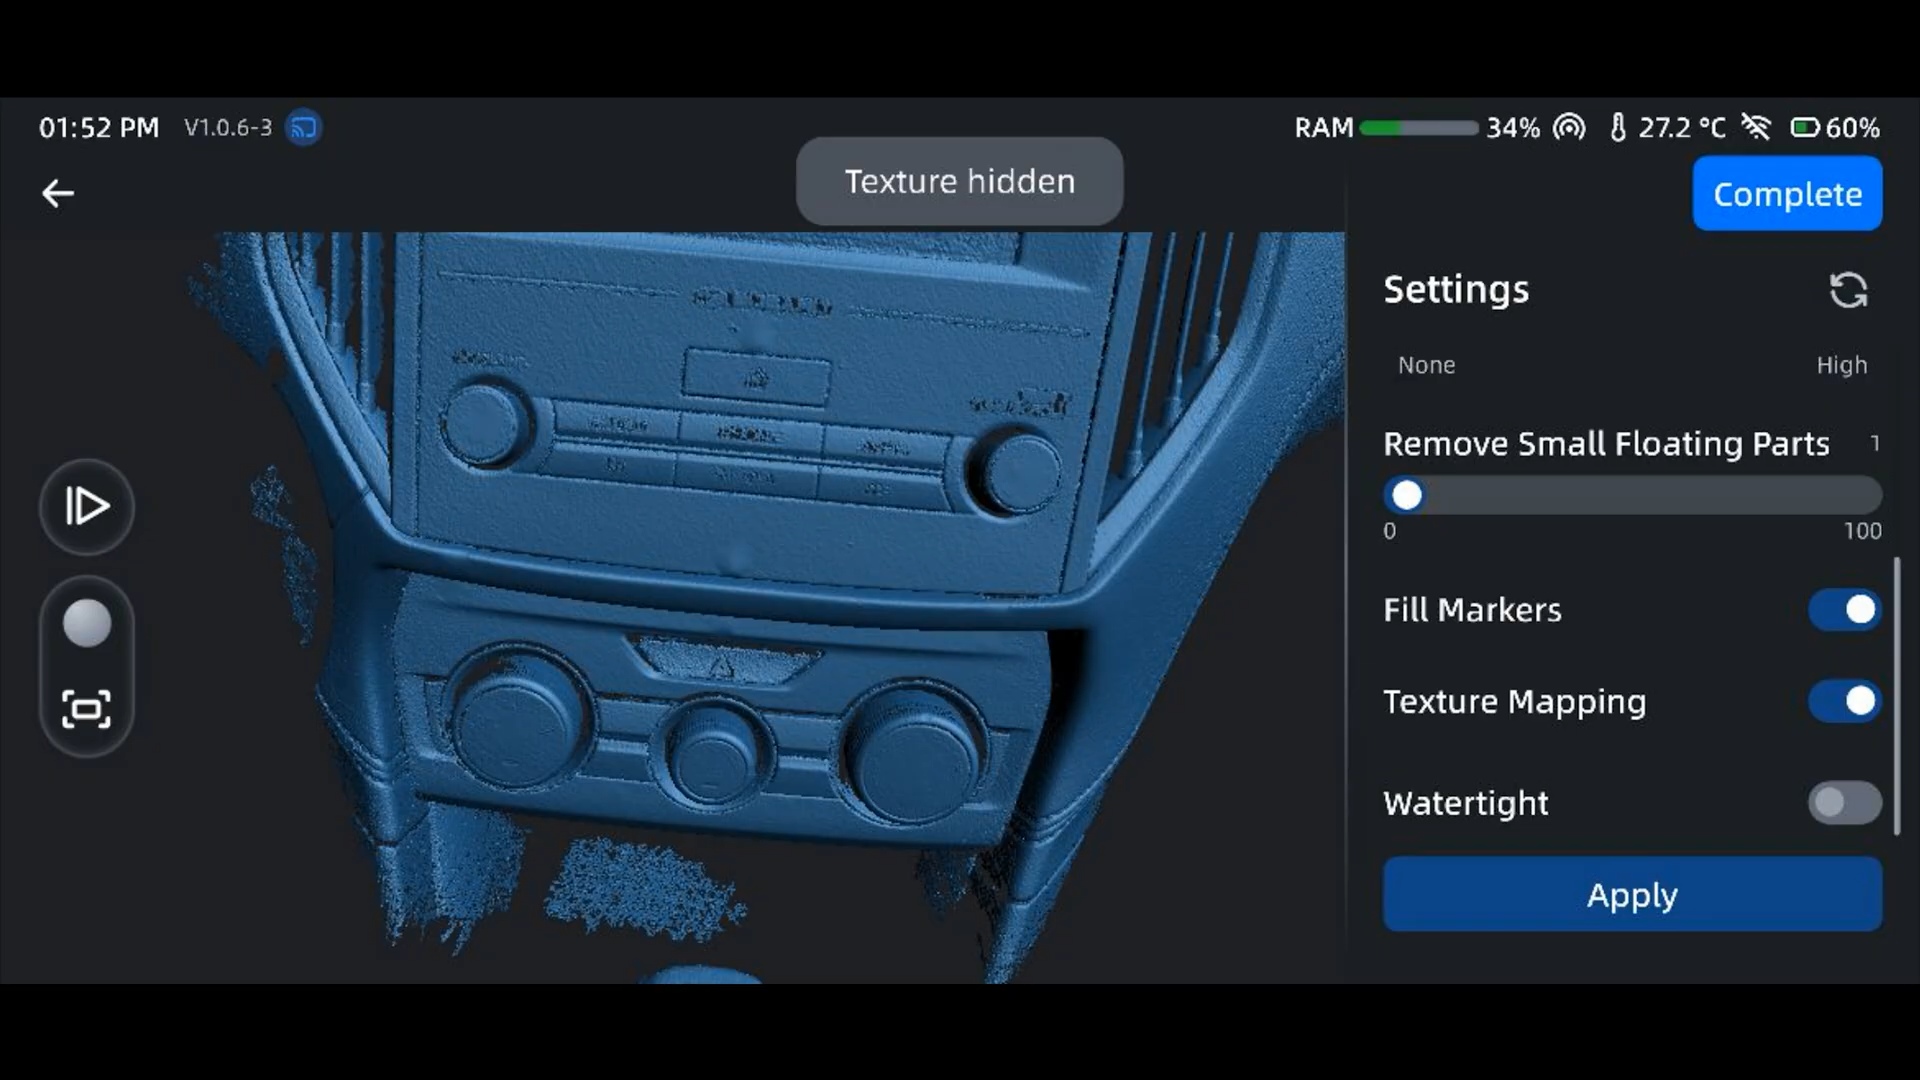 01:52 PM V1.0.6-3
RAM 34% 27.2 °C 60%
Texture hidden
Complete
Settings
None High
Remove Small Floating Parts 1
0 100
Fill Markers
Texture Mapping
Watertight
Apply